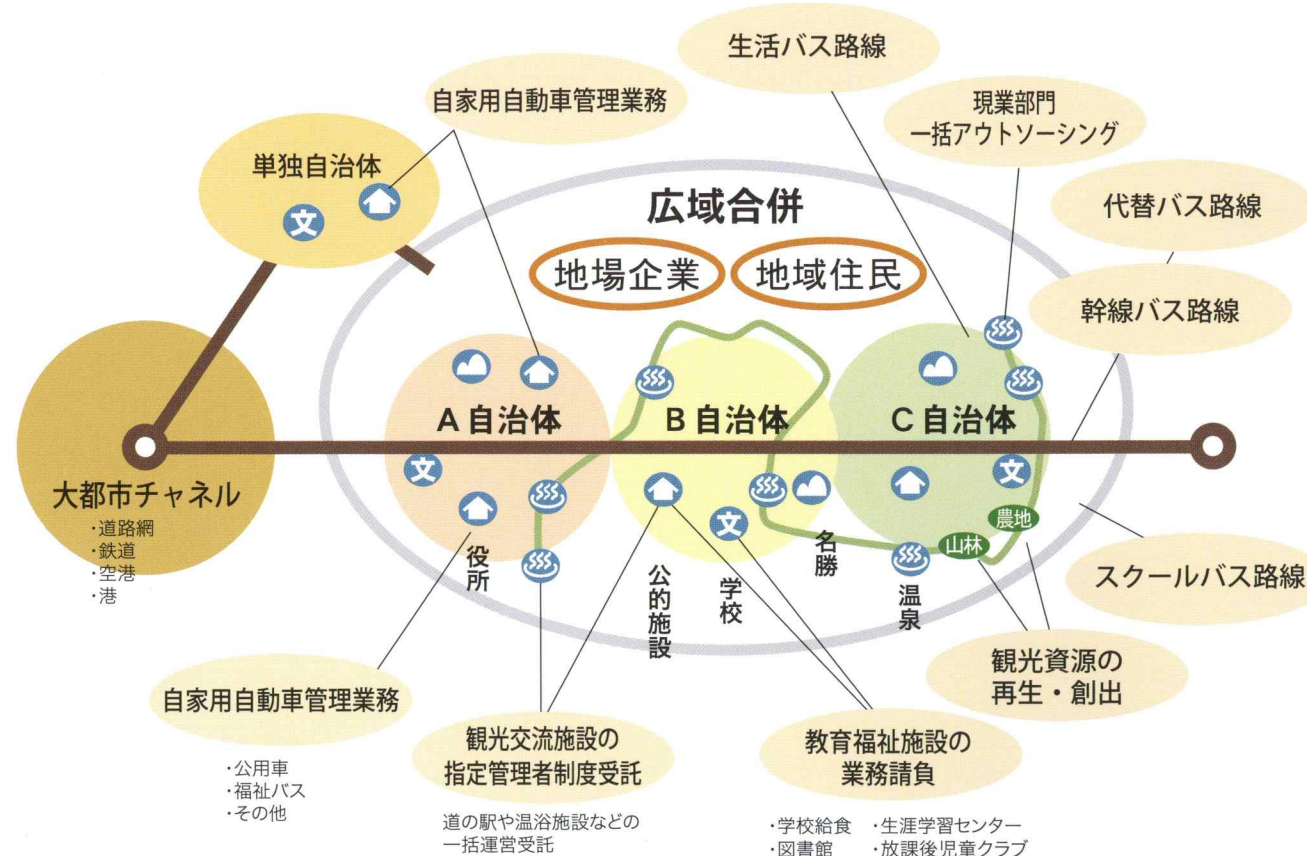 生活バス路線
自家用自動車管理業務
現業部門
一括アウトソーシング
単独自治体
文
広域合併
代替バス路線
地場企業
地域住民
幹線バス路線
A自治体
B自治体
C自治体
大都市チャネル
・道路網
・鉄道
・空港
・港
文
文
文
農地
山林
役所
公的施設
学校
名勝
温泉
スクールバス路線
観光資源の
再生・創出
自家用自動車管理業務
・公用車
・福祉バス
・その他
観光交流施設の
指定管理者制度受託
道の駅や温浴施設などの
一括運営受託
教育福祉施設の
業務請負
・学校給食 ・生涯学習センター
・図書館 ・放課後児童クラブ